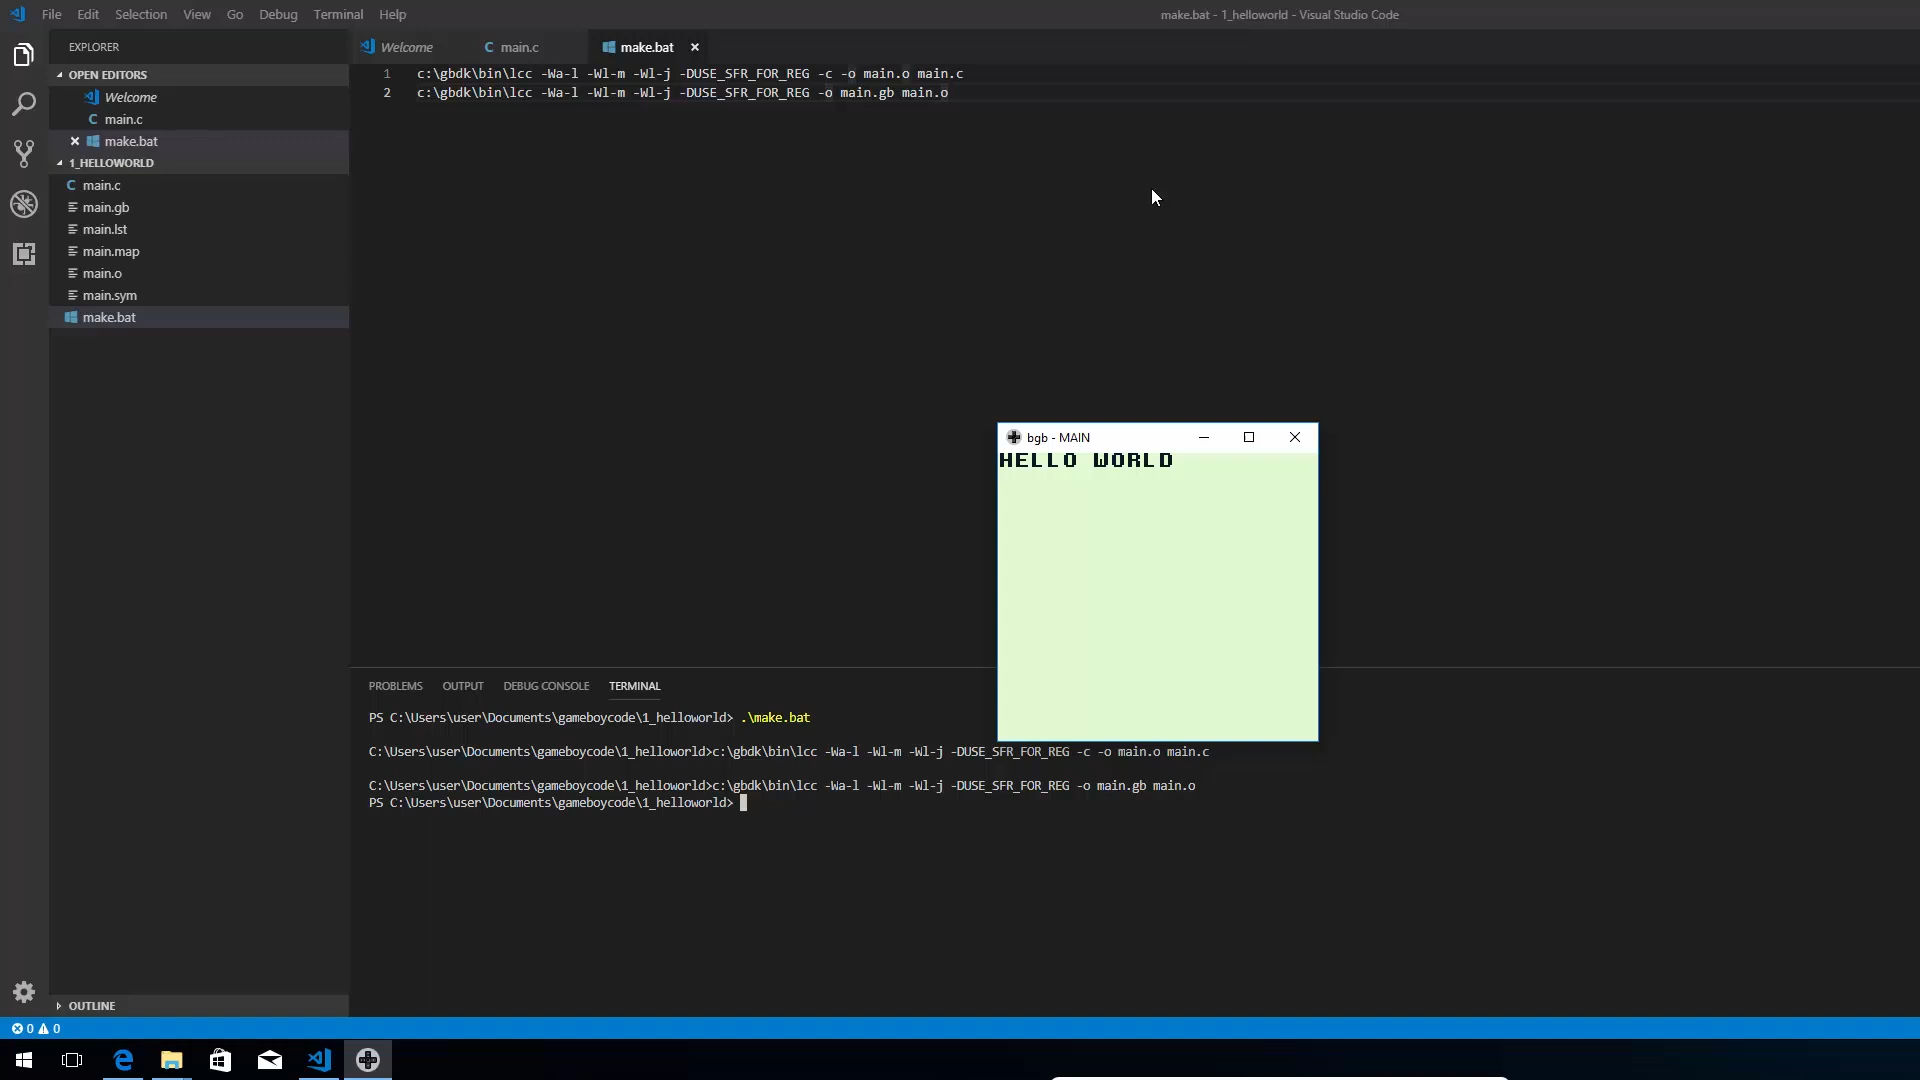 File Edit Selection View Go Debug Terminal Help
make.bat - 1_helloworld - Visual Studio Code
EXPLORER
OPEN EDITORS
Welcome
main.c
make.bat
1_HELLOWORLD
main.c
main.gb
main.lst
main.map
main.o
main.sym
make.bat
OUTLINE
Welcome main.c make.bat
1 c:\gbdk\bin\lcc -Wa-l -Wl-m -Wl-j -DUSE_SFR_FOR_REG -c -o main.o main.c
2 c:\gbdk\bin\lcc -Wa-l -Wl-m -Wl-j -DUSE_SFR_FOR_REG -o main.gb main.o
bgb - MAIN
HELLO WORLD
PROBLEMS OUTPUT DEBUG CONSOLE TERMINAL
PS C:\Users\user\Documents\gameboycode\1_helloworld> .\make.bat
C:\Users\user\Documents\gameboycode\1_helloworld>c:\gbdk\bin\lcc -Wa-l -Wl-m -Wl-j -DUSE_SFR_FOR_REG -c -o main.o main.c
C:\Users\user\Documents\gameboycode\1_helloworld>c:\gbdk\bin\lcc -Wa-l -Wl-m -Wl-j -DUSE_SFR_FOR_REG -o main.gb main.o
PS C:\Users\user\Documents\gameboycode\1_helloworld>
0 0